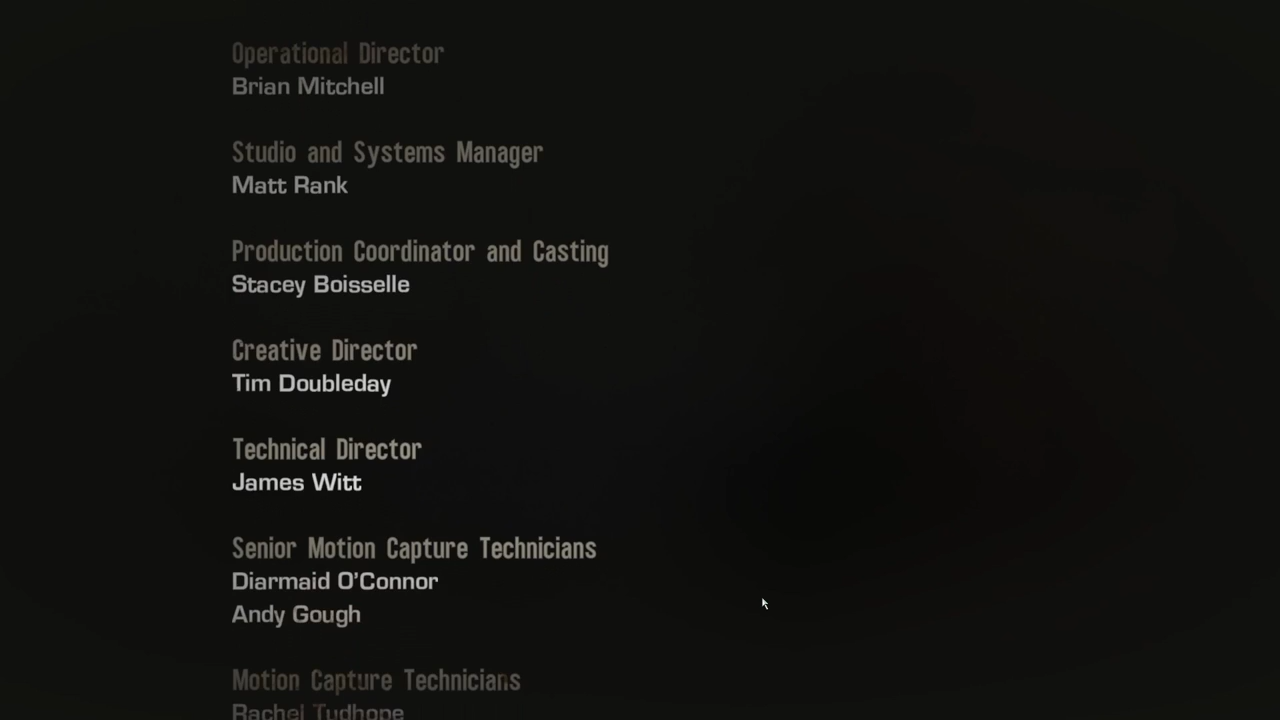 Operational Director
Brian Mitchell
Studio and Systems Manager
Matt Rank
Production Coordinator and Casting
Stacey Boisselle
Creative Director
Tim Doubleday
Technical Director
James Witt
Senior Motion Capture Technicians
Diarmaid O'Connor
Andy Gough
Motion Capture Technicians
Rachel Tudhope